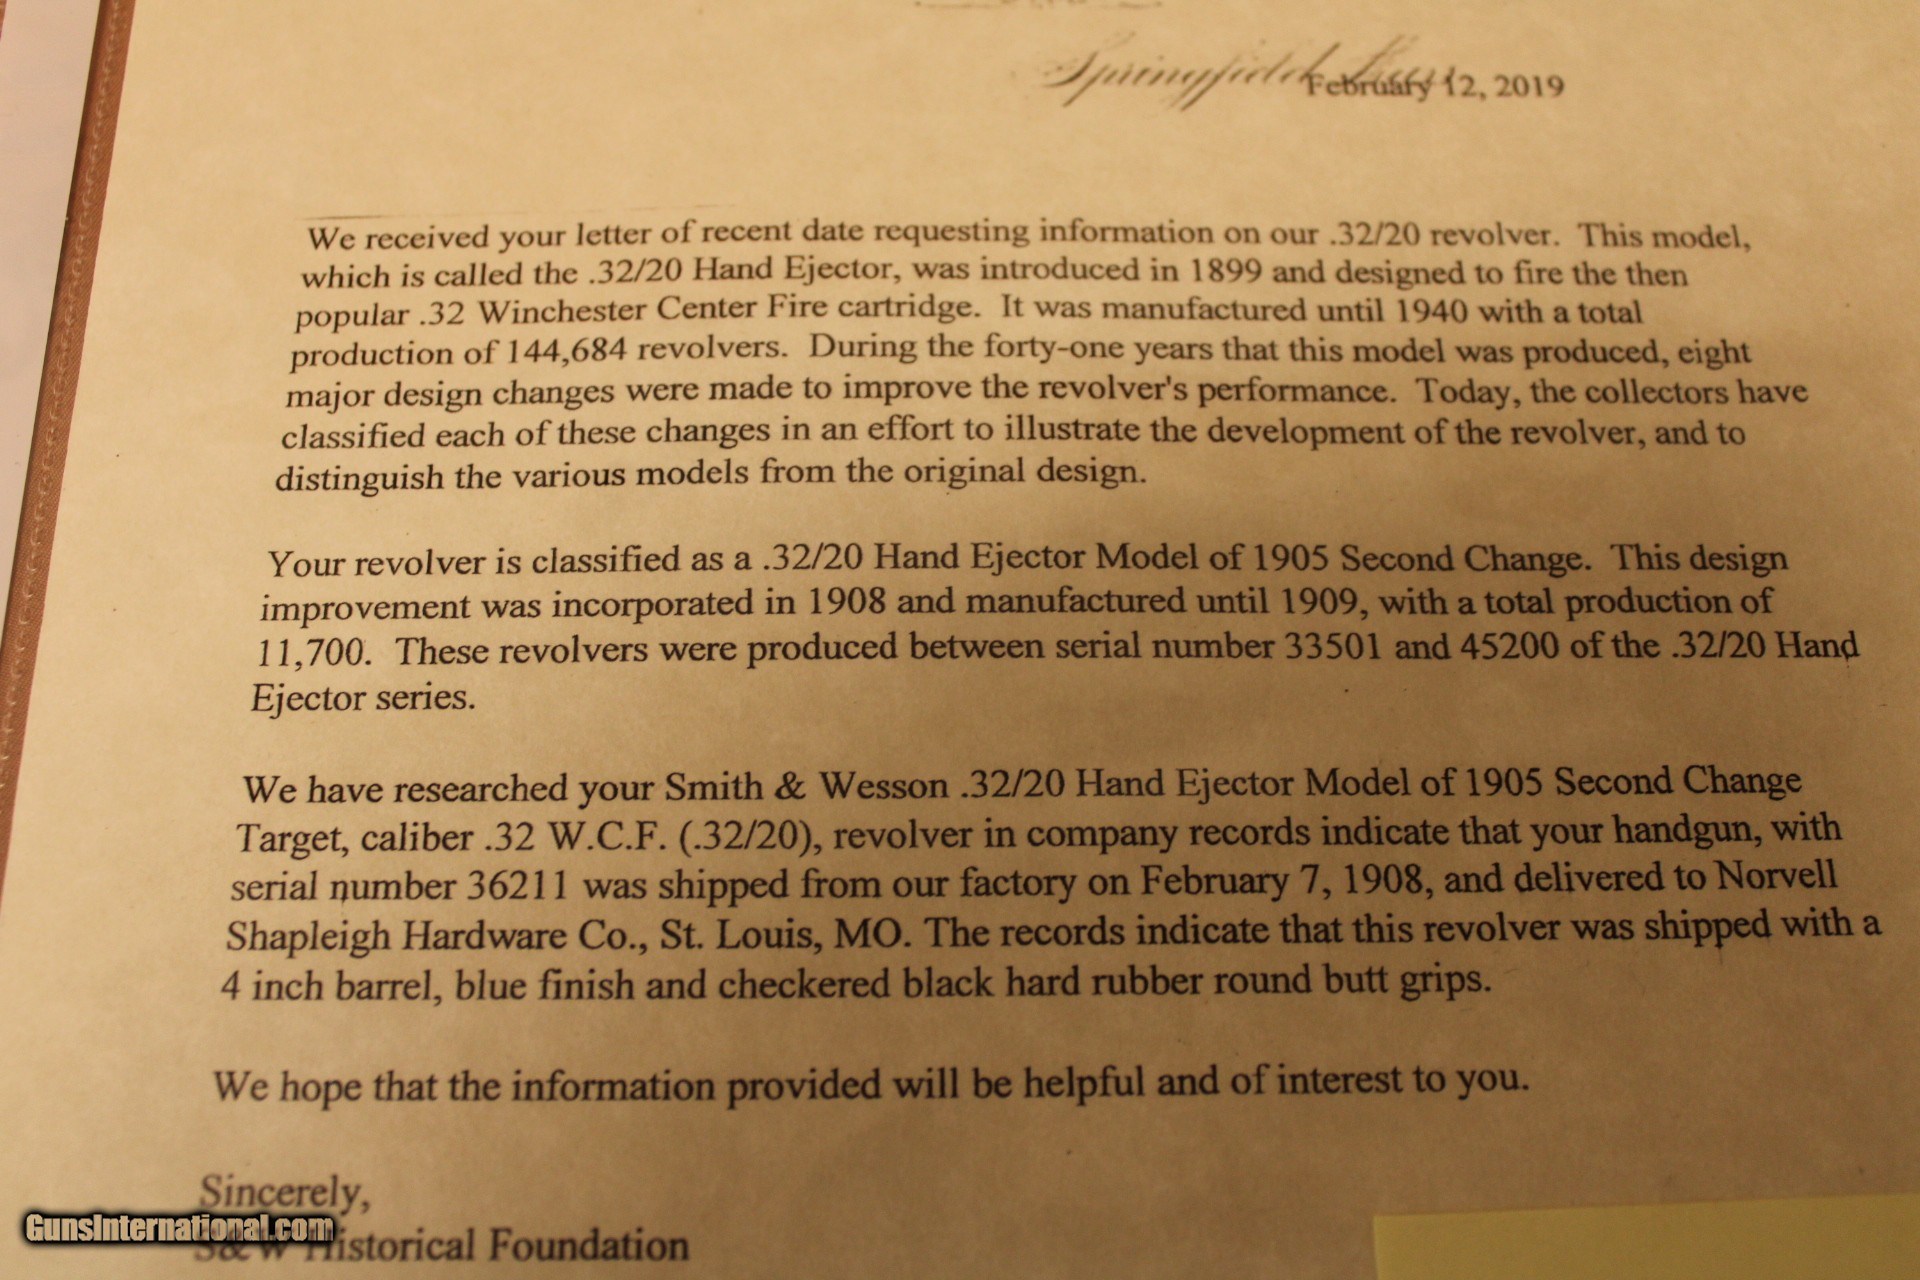 Springfield
February 12, 2019
We received your letter of recent date requesting information on our .32/20 revolver. This model,
which is called the .32/20 Hand Ejector, was introduced in 1899 and designed to fire the then
popular .32 Winchester Center Fire cartridge. It was manufactured until 1940 with a total
production of 144,684 revolvers. During the forty-one years that this model was produced, eight
major design changes were made to improve the revolver's performance. Today, the collectors have
classified each of these changes in an effort to illustrate the development of the revolver, and to
distinguish the various models from the original design.
Your revolver is classified as a .32/20 Hand Ejector Model of 1905 Second Change. This design
improvement was incorporated in 1908 and manufactured until 1909, with a total production of
11,700. These revolvers were produced between serial number 33501 and 45200 of the .32/20 Hand
Ejector series.
We have researched your Smith & Wesson .32/20 Hand Ejector Model of 1905 Second Change
Target, caliber .32 W.C.F. (.32/20), revolver in company records indicate that your handgun, with
serial number 36211 was shipped from our factory on February 7, 1908, and delivered to Norvell
Shapleigh Hardware Co., St. Louis, MO. The records indicate that this revolver was shipped with a
4 inch barrel, blue finish and checkered black hard rubber round butt grips.
We hope that the information provided will be helpful and of interest to you.
Sincerely,
GunsInternational.com
S&W Historical Foundation